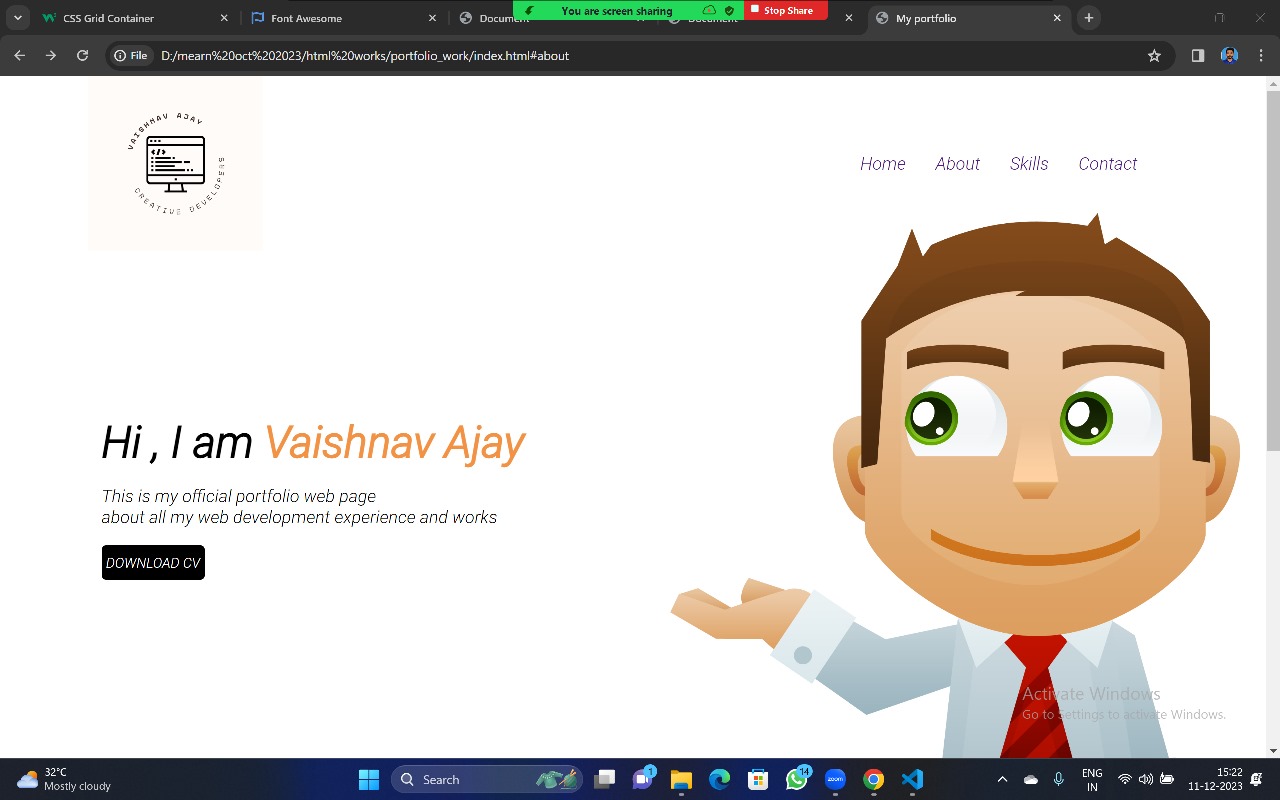 CSS Grid Container
Font Awesome
Document
You are screen sharing
Stop Share
Document
My portfolio
File
D:/mearn%20oct%202023/html%20works/portfolio_work/index.html#about
VAISHNAV AJAY
CREATIVE DEVELOPERS
Home
About
Skills
Contact
Hi , I am Vaishnav Ajay
This is my official portfolio web page
about all my web development experience and works
DOWNLOAD CV
Activate Windows
Go to Settings to activate Windows.
32°C
Mostly cloudy
Search
1
14
zoom
ENG
IN
15:22
11-12-2023